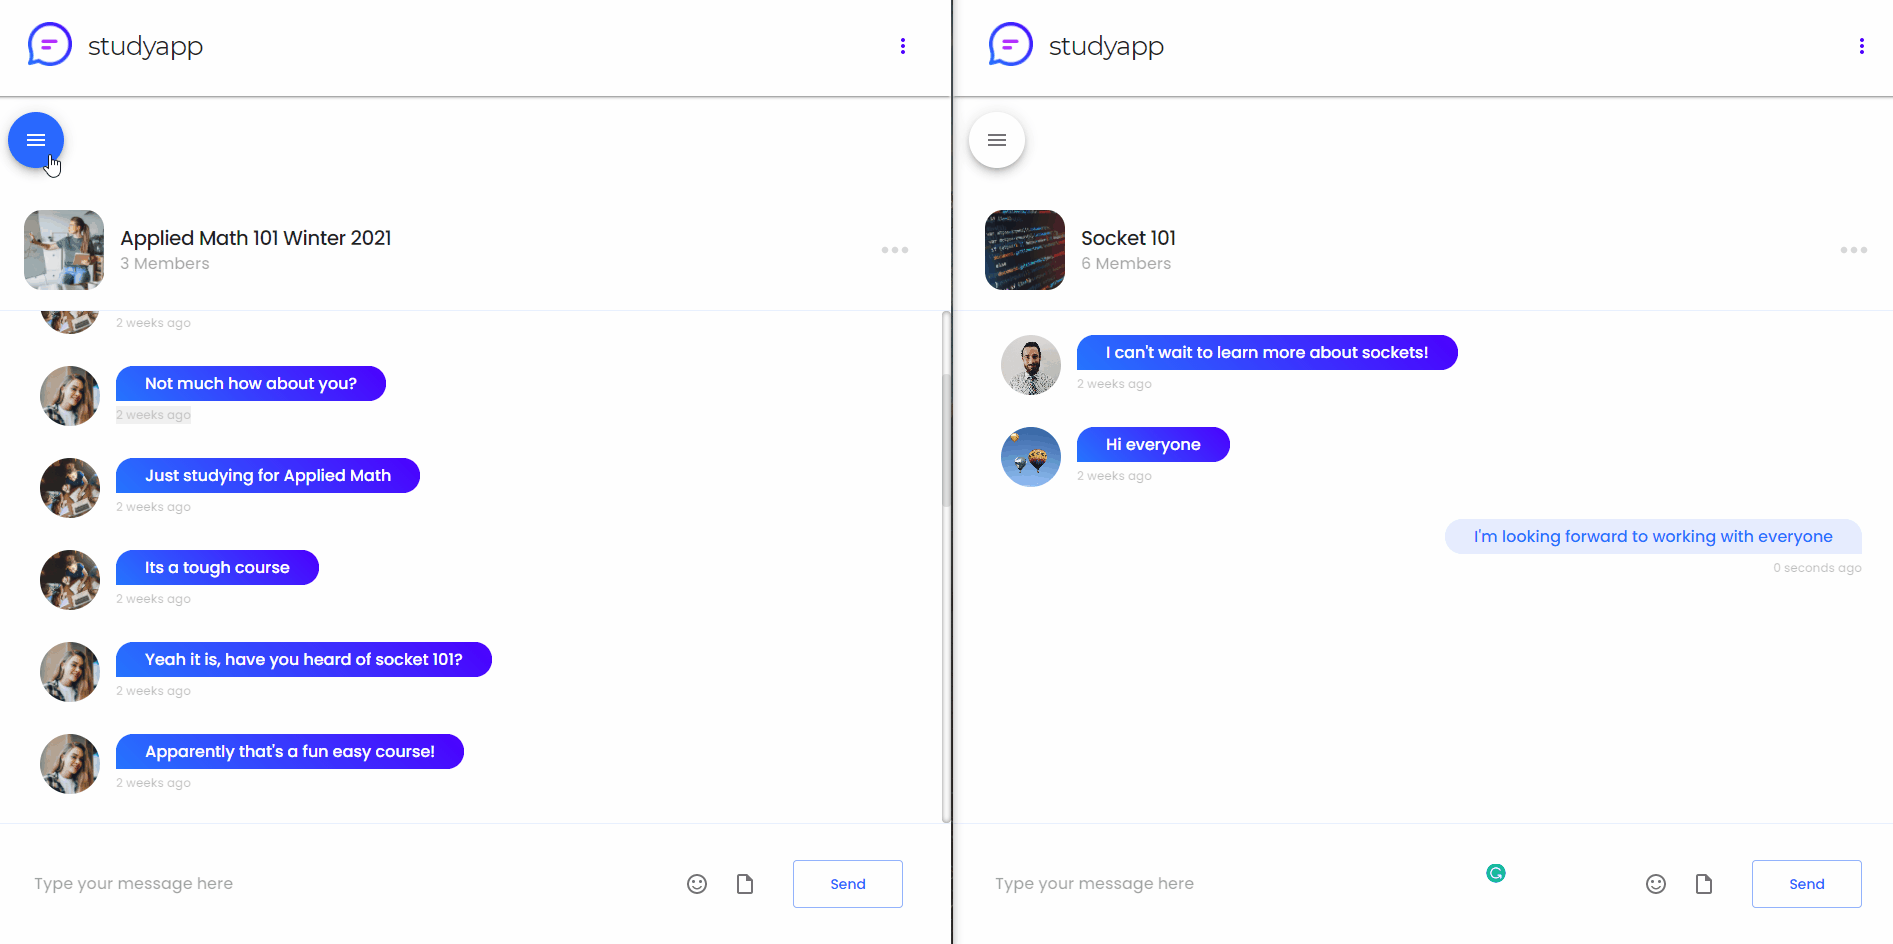 studyapp
Applied Math 101 Winter 2021
3 Members
2 weeks ago
Not much how about you?
2 weeks ago
Just studying for Applied Math
2 weeks ago
Its a tough course
2 weeks ago
Yeah it is, have you heard of socket 101?
2 weeks ago
Apparently that's a fun easy course!
2 weeks ago
Type your message here
Send
studyapp
Socket 101
6 Members
I can't wait to learn more about sockets!
2 weeks ago
Hi everyone
2 weeks ago
I'm looking forward to working with everyone
0 seconds ago
Type your message here
Send